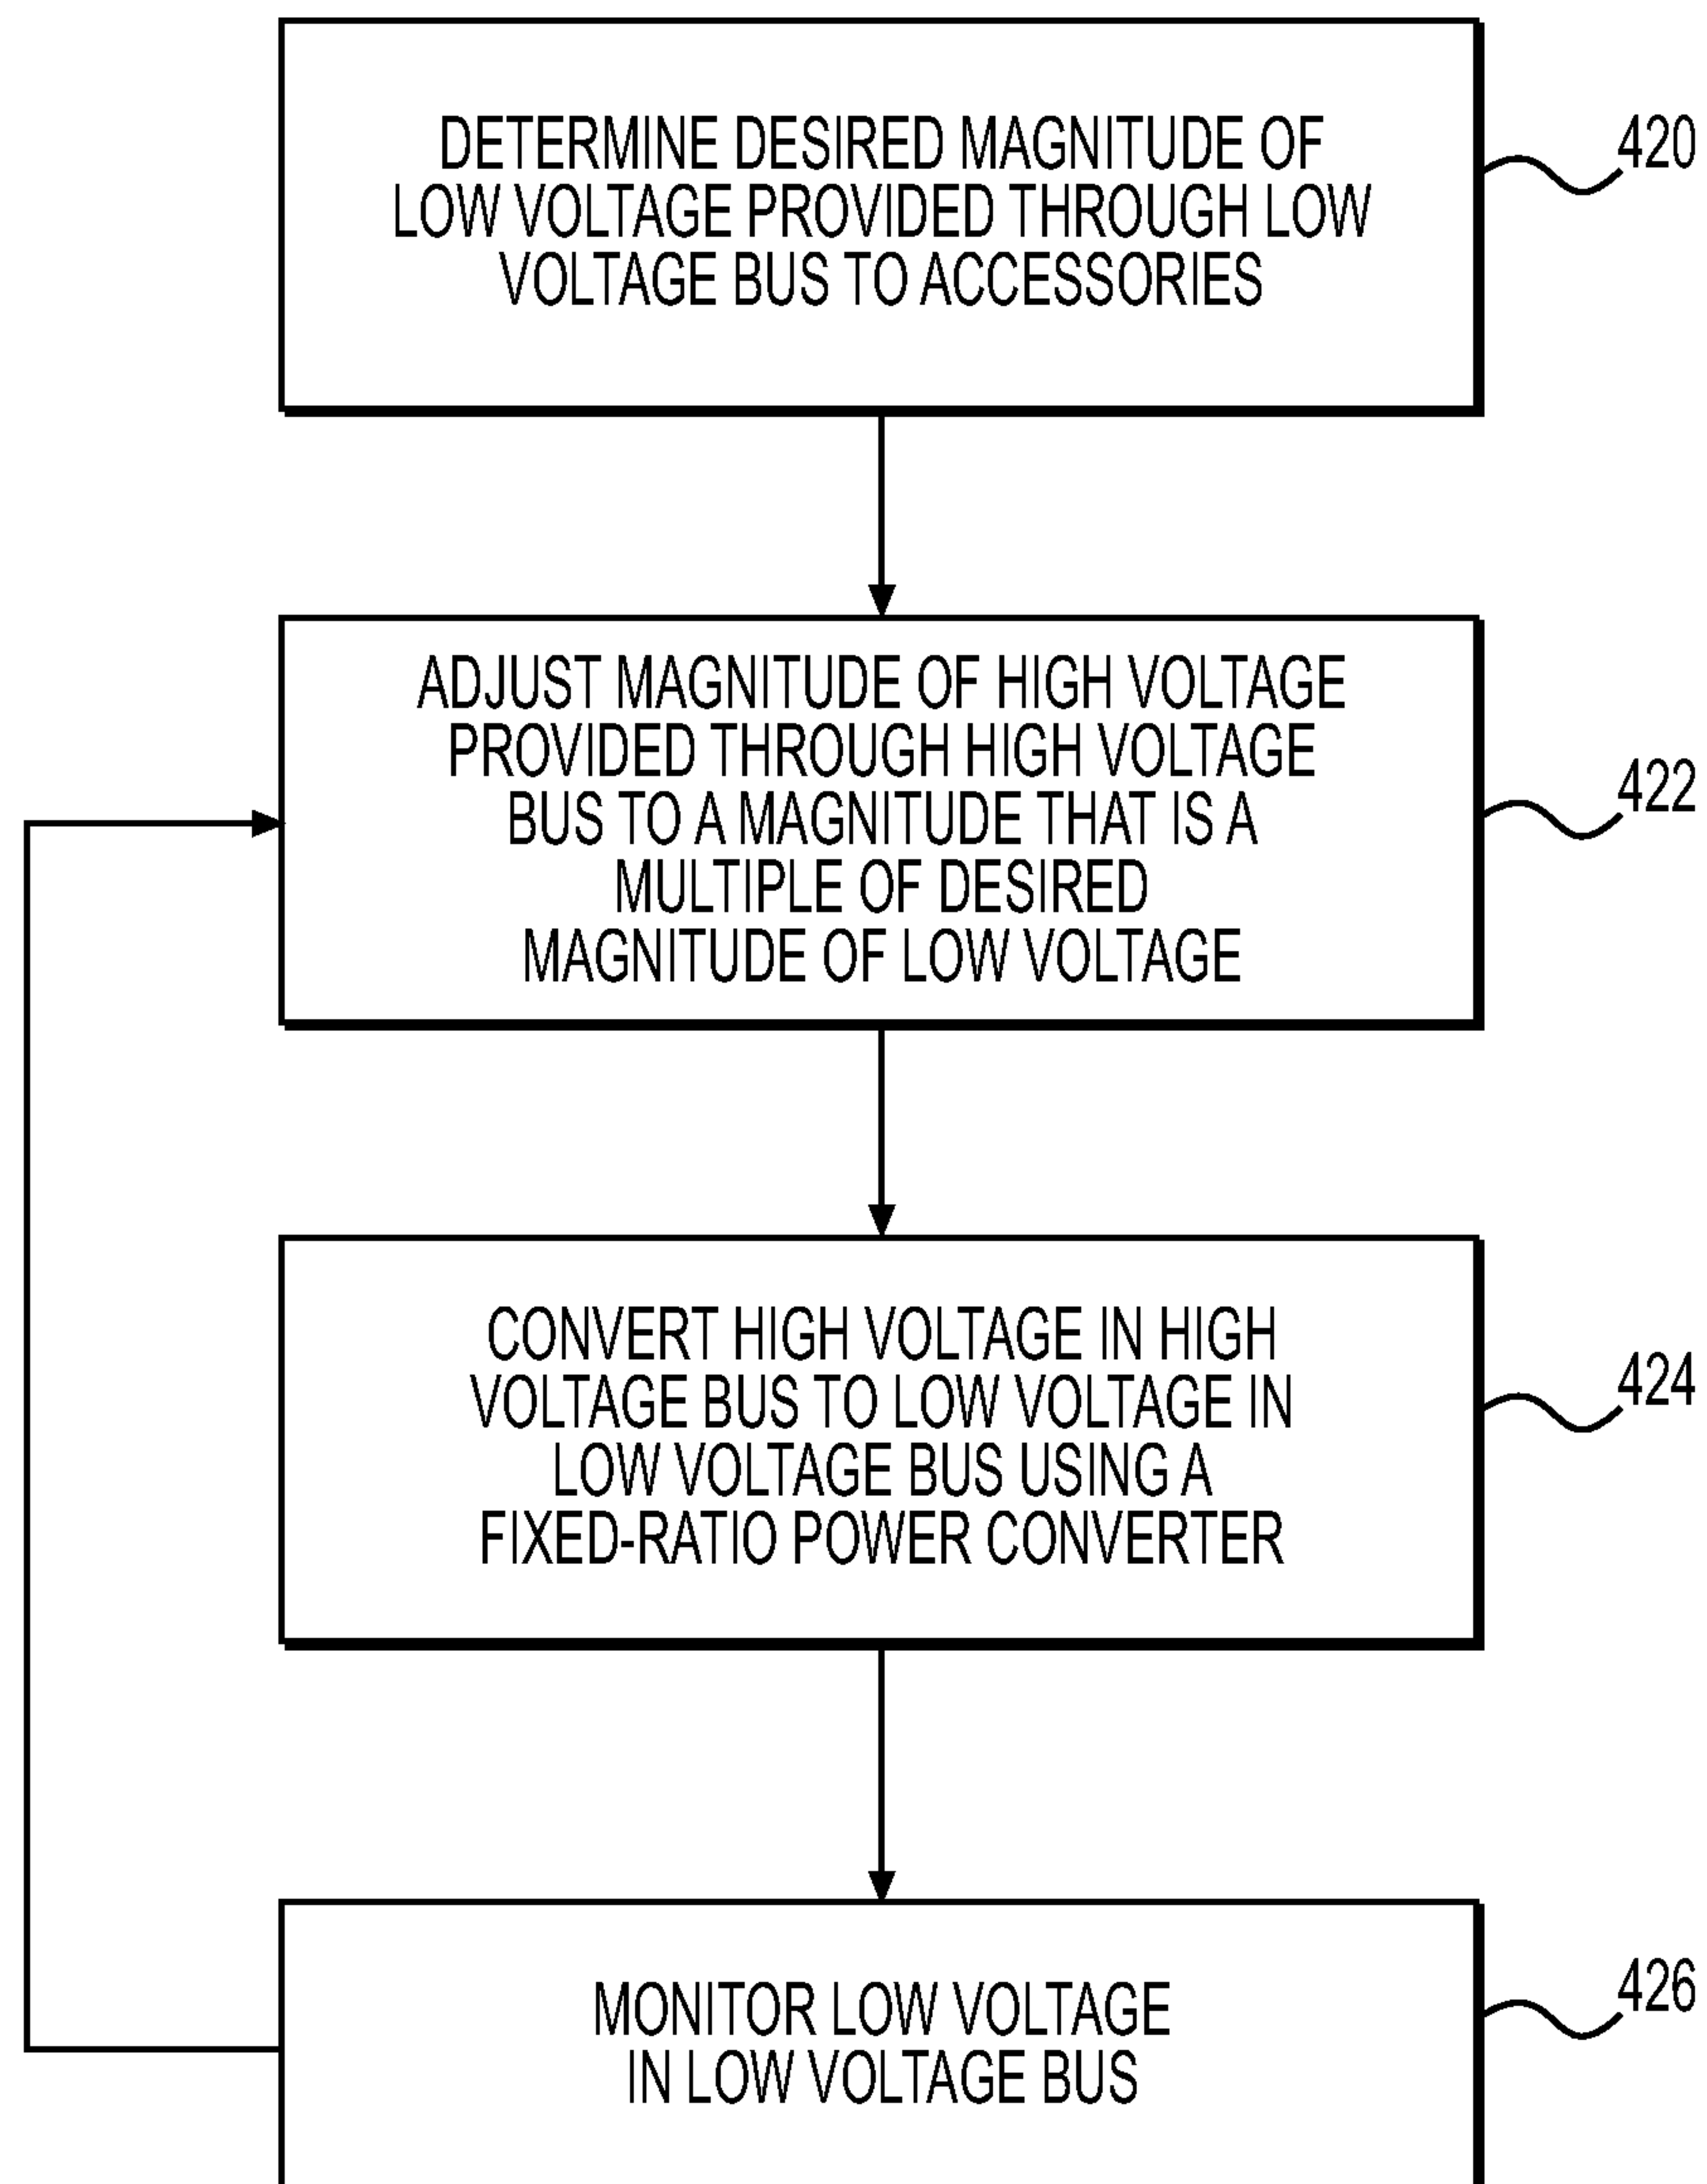 DETERMINE DESIRED MAGNITUDE OF
LOW VOLTAGE PROVIDED THROUGH LOW
VOLTAGE BUS TO ACCESSORIES
420
ADJUST MAGNITUDE OF HIGH VOLTAGE
PROVIDED THROUGH HIGH VOLTAGE
BUS TO A MAGNITUDE THAT IS A
MULTIPLE OF DESIRED
MAGNITUDE OF LOW VOLTAGE
422
CONVERT HIGH VOLTAGE IN HIGH
VOLTAGE BUS TO LOW VOLTAGE IN
LOW VOLTAGE BUS USING A
FIXED-RATIO POWER CONVERTER
424
MONITOR LOW VOLTAGE
IN LOW VOLTAGE BUS
426